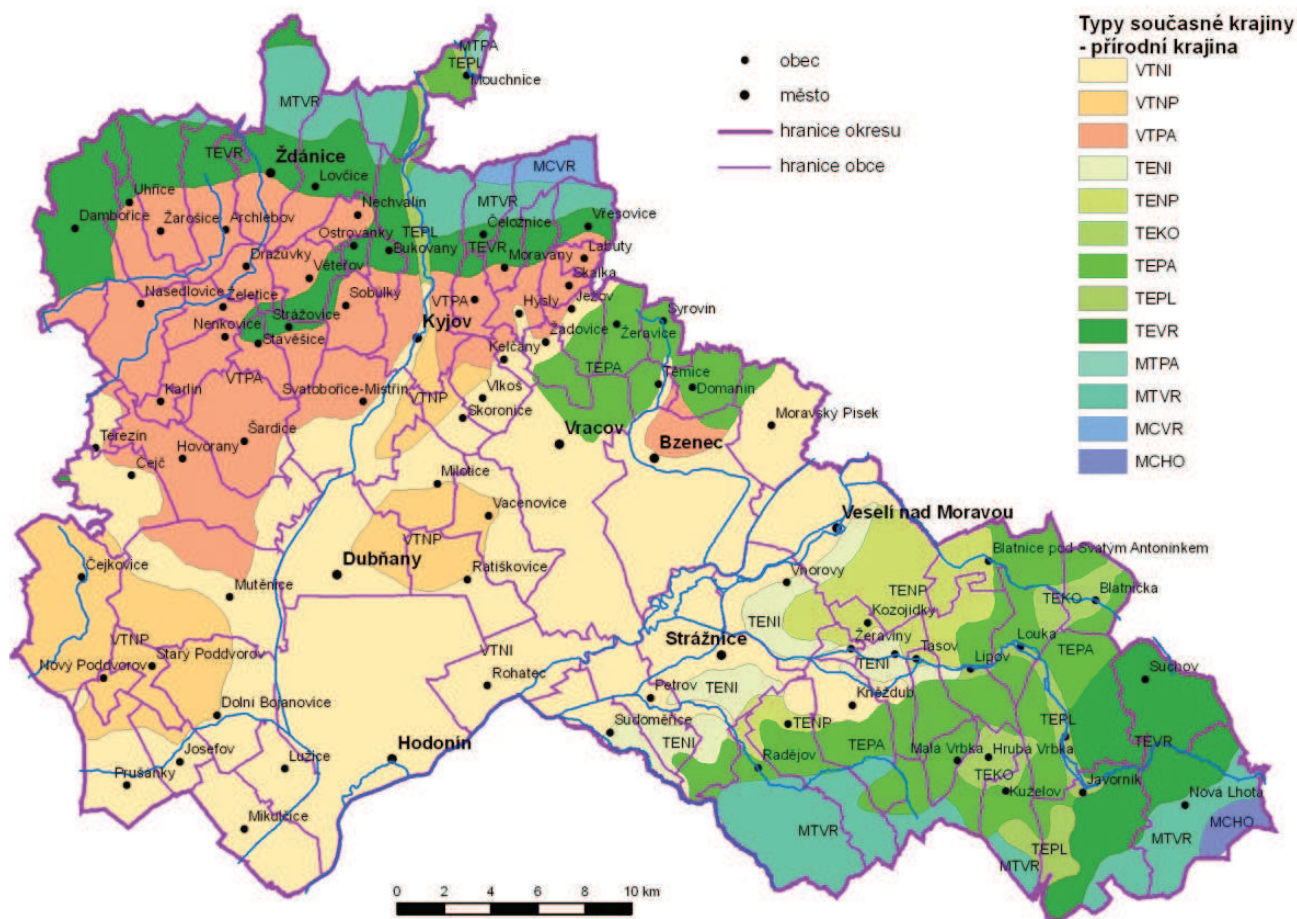 Typy současné krajiny
- přírodní krajina
VTNI
VTNP
VTPA
TENI
TENP
TEKO
TEPA
TEPL
TEVR
MTPA
MTVR
MCVR
MCHO
obec
město
hranice okresu
hranice obce
MTPA
TEPL
Mouchnice
MTVR
TEVR
Ždánice
Lovčice
MCVR
Uhřice
Dambořice
Žarošice
Archlebov
Nechvalín
TEPL
MTVR
Čeložnice
Vřesovice
Ostrovánky
Bukovany
TEVR
Moravany
Labuty
Dražůvky
Věteřov
Skalka
Nasedlovice
Želetice
Sobůlky
VTPA
Hýsly
Ježov
Syrovín
Nenkovice
Strážovice
Stavěšice
Kyjov
Žádovice
Žeravice
Kelčany
TEPA
Těmice
Domanín
Karlín
VTPA
Svatobořice-Mistřín
VTNP
Vlkoš
Skoronice
Moravský Písek
Terezín
Hovorany
Šardice
Vracov
Bzenec
Čejč
Milotice
Vacenovice
VTNP
Veselí nad Moravou
Čejkovice
Dubňany
Ratíškovice
Blatnice pod Svatým Antonínkem
Mutěnice
Vnorovy
TENP
TEKO
Blatnička
Kozojídky
TENI
VTNP
Nový Poddvorov
Starý Poddvorov
VTNI
Strážnice
Žeraviny
TENI
Tasov
Lipov
Louka
TEPA
Suchov
Rohatec
Petrov
TENI
Kněždub
Dolní Bojanovice
Sudoměřice
TENI
TENP
TEPL
Josefov
Lužice
Hodonín
Radějov
TEPA
Malá Vrbka
Hrubá Vrbka
TEVR
Prušánky
TEKO
Kuželov
Javorník
Nová Lhota
Mikulčice
MTVR
TEPL
MTVR
MTVR
MCHO
0 2 4 6 8 10 km